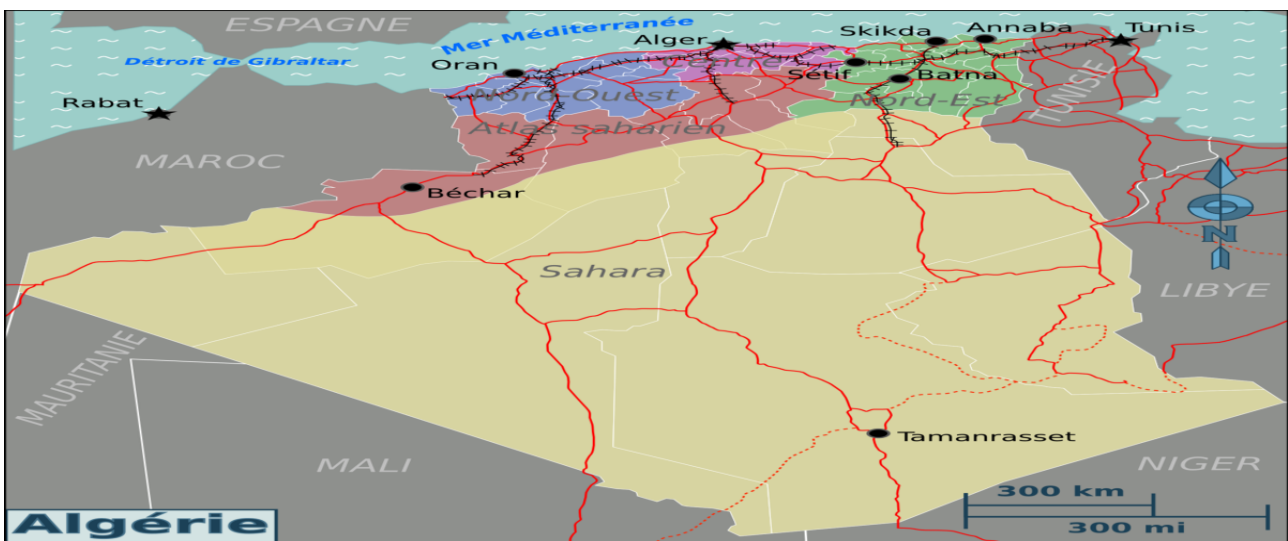 ESPAGNE
Mer Méditerranée
Détroit de Gibraltar
Alger
Skikda
Annaba
Tunis
Oran
Centre
Sétif
Batna
Rabat
Nord-Ouest
Nord-Est
TUNISIE
Atlas saharien
MAROC
Béchar
N
Sahara
LIBYE
MAURITANIE
Tamanrasset
MALI
NIGER
300 km
300 mi
Algérie